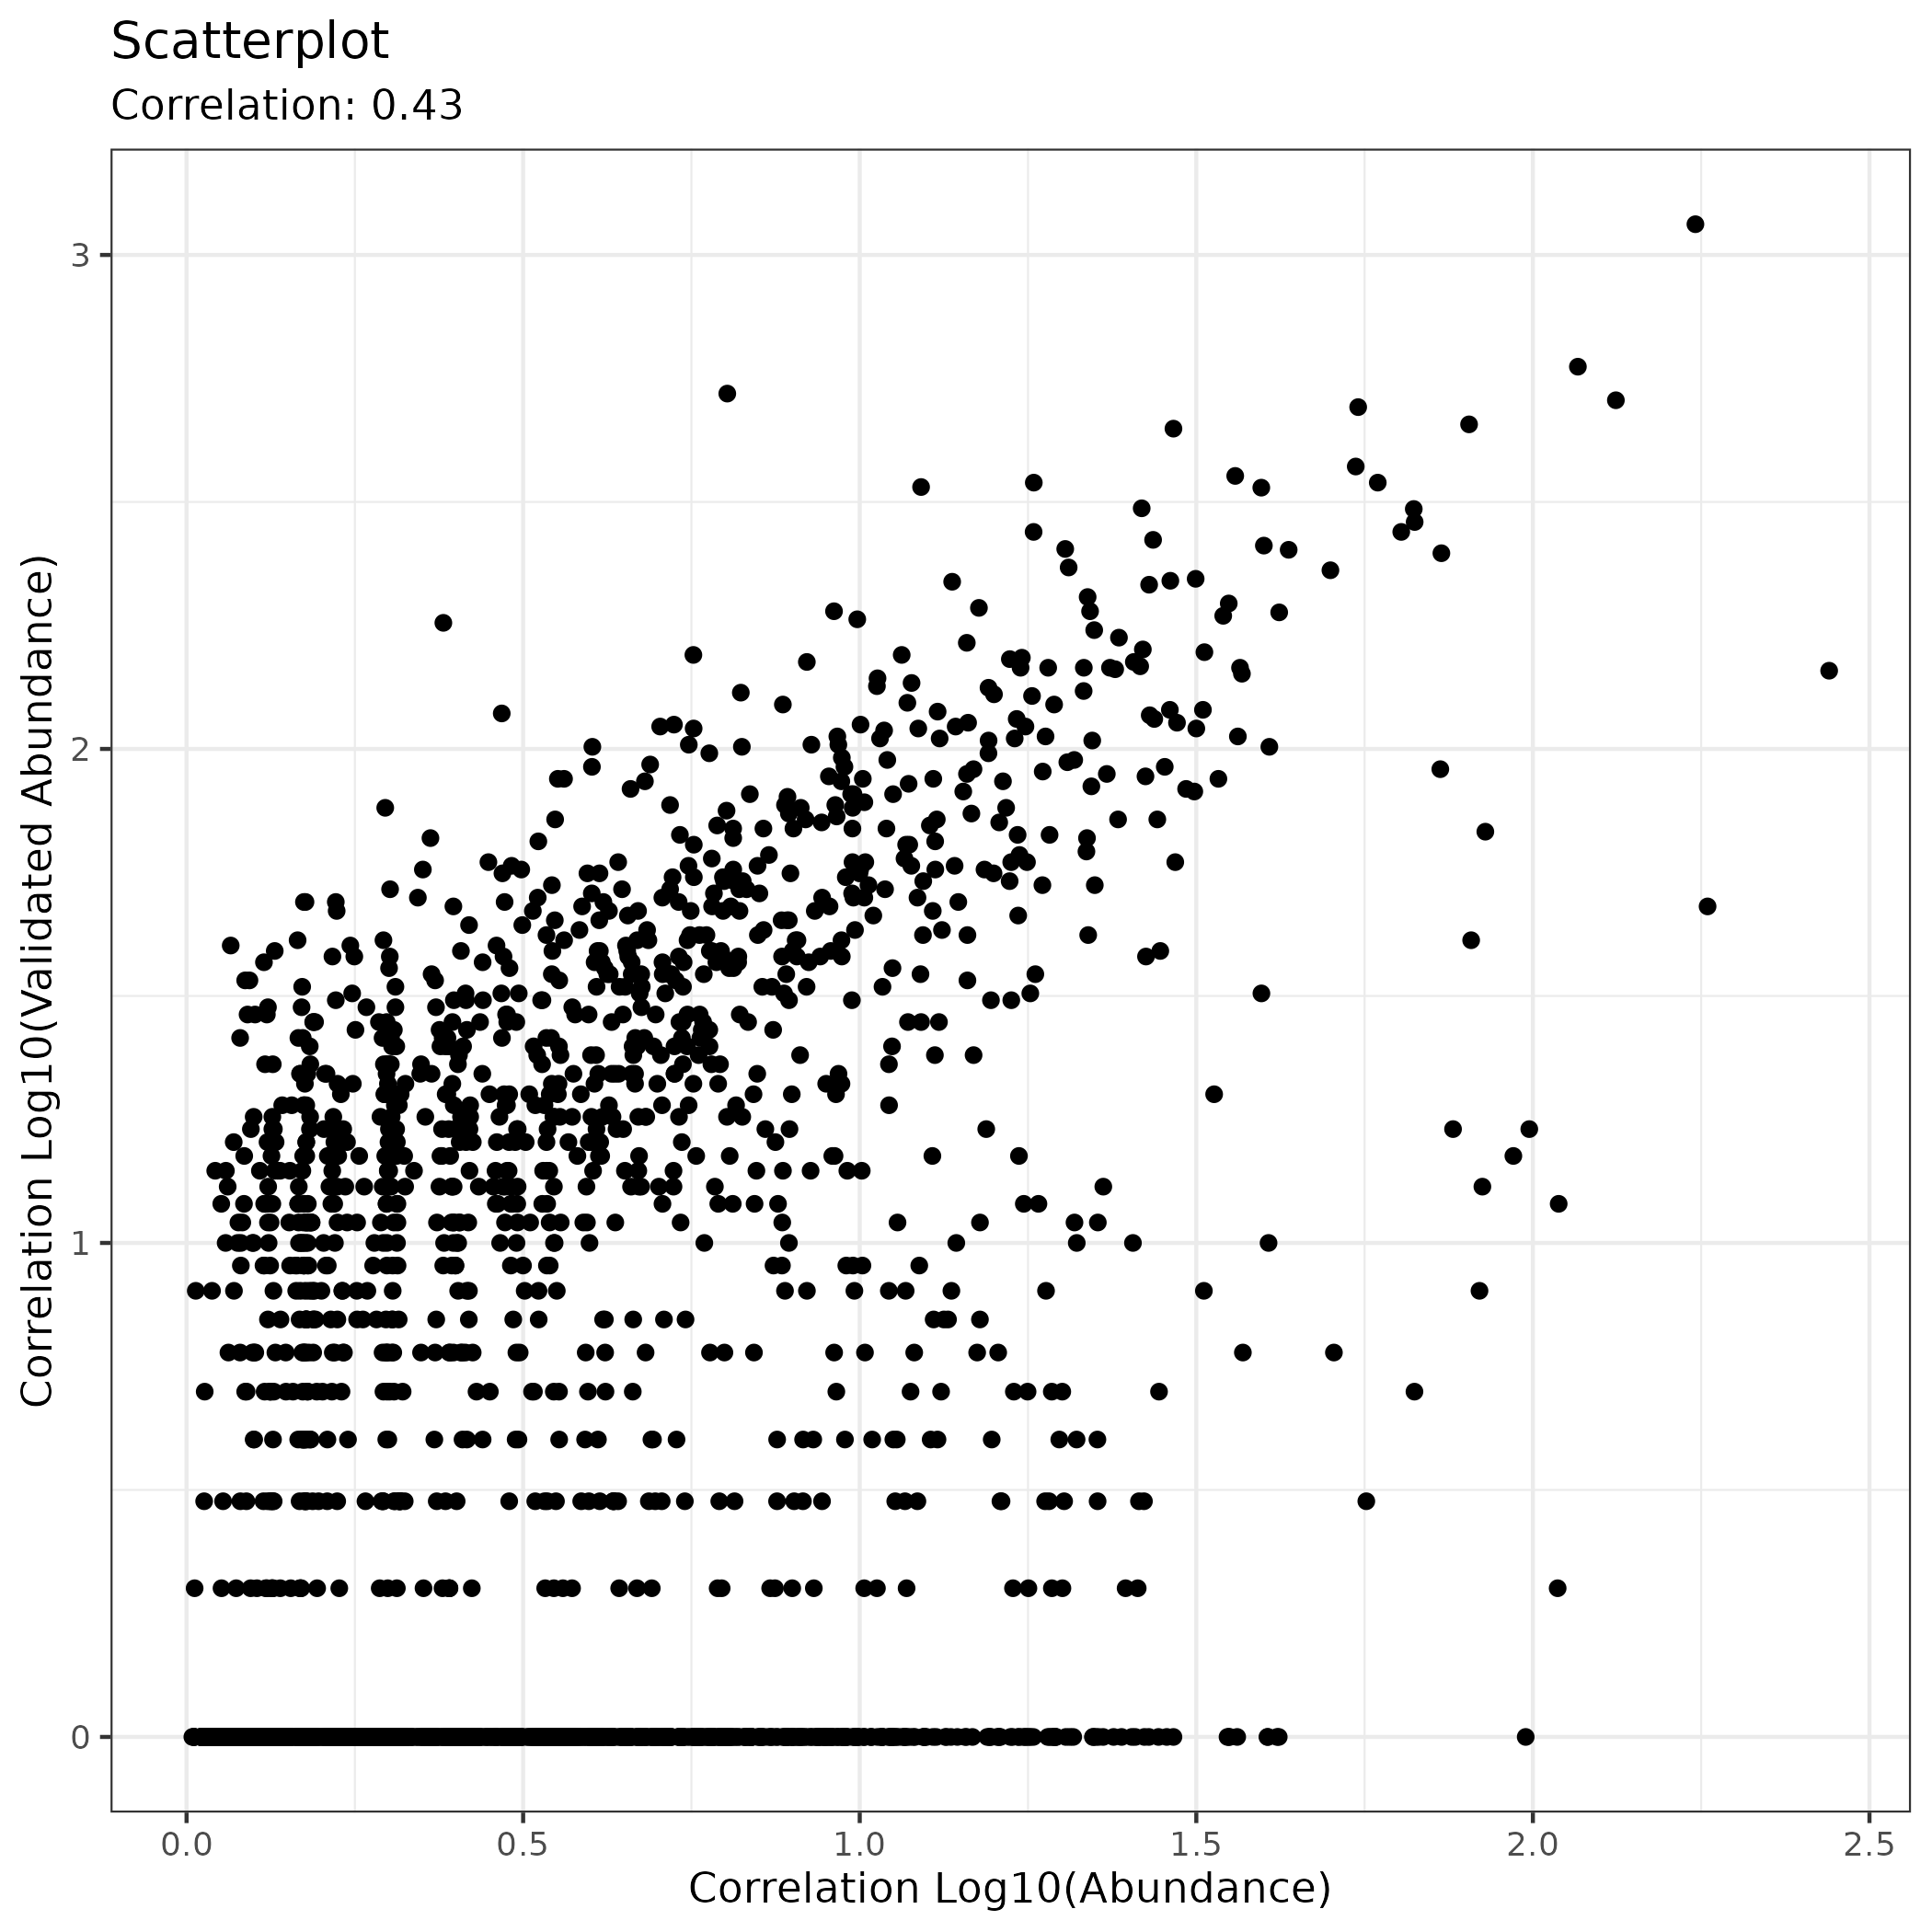 Scatterplot
Correlation: 0.43
Correlation Log10(Validated Abundance)
3
2
1
0
0.0 0.5 1.0 1.5 2.0 2.5
Correlation Log10(Abundance)